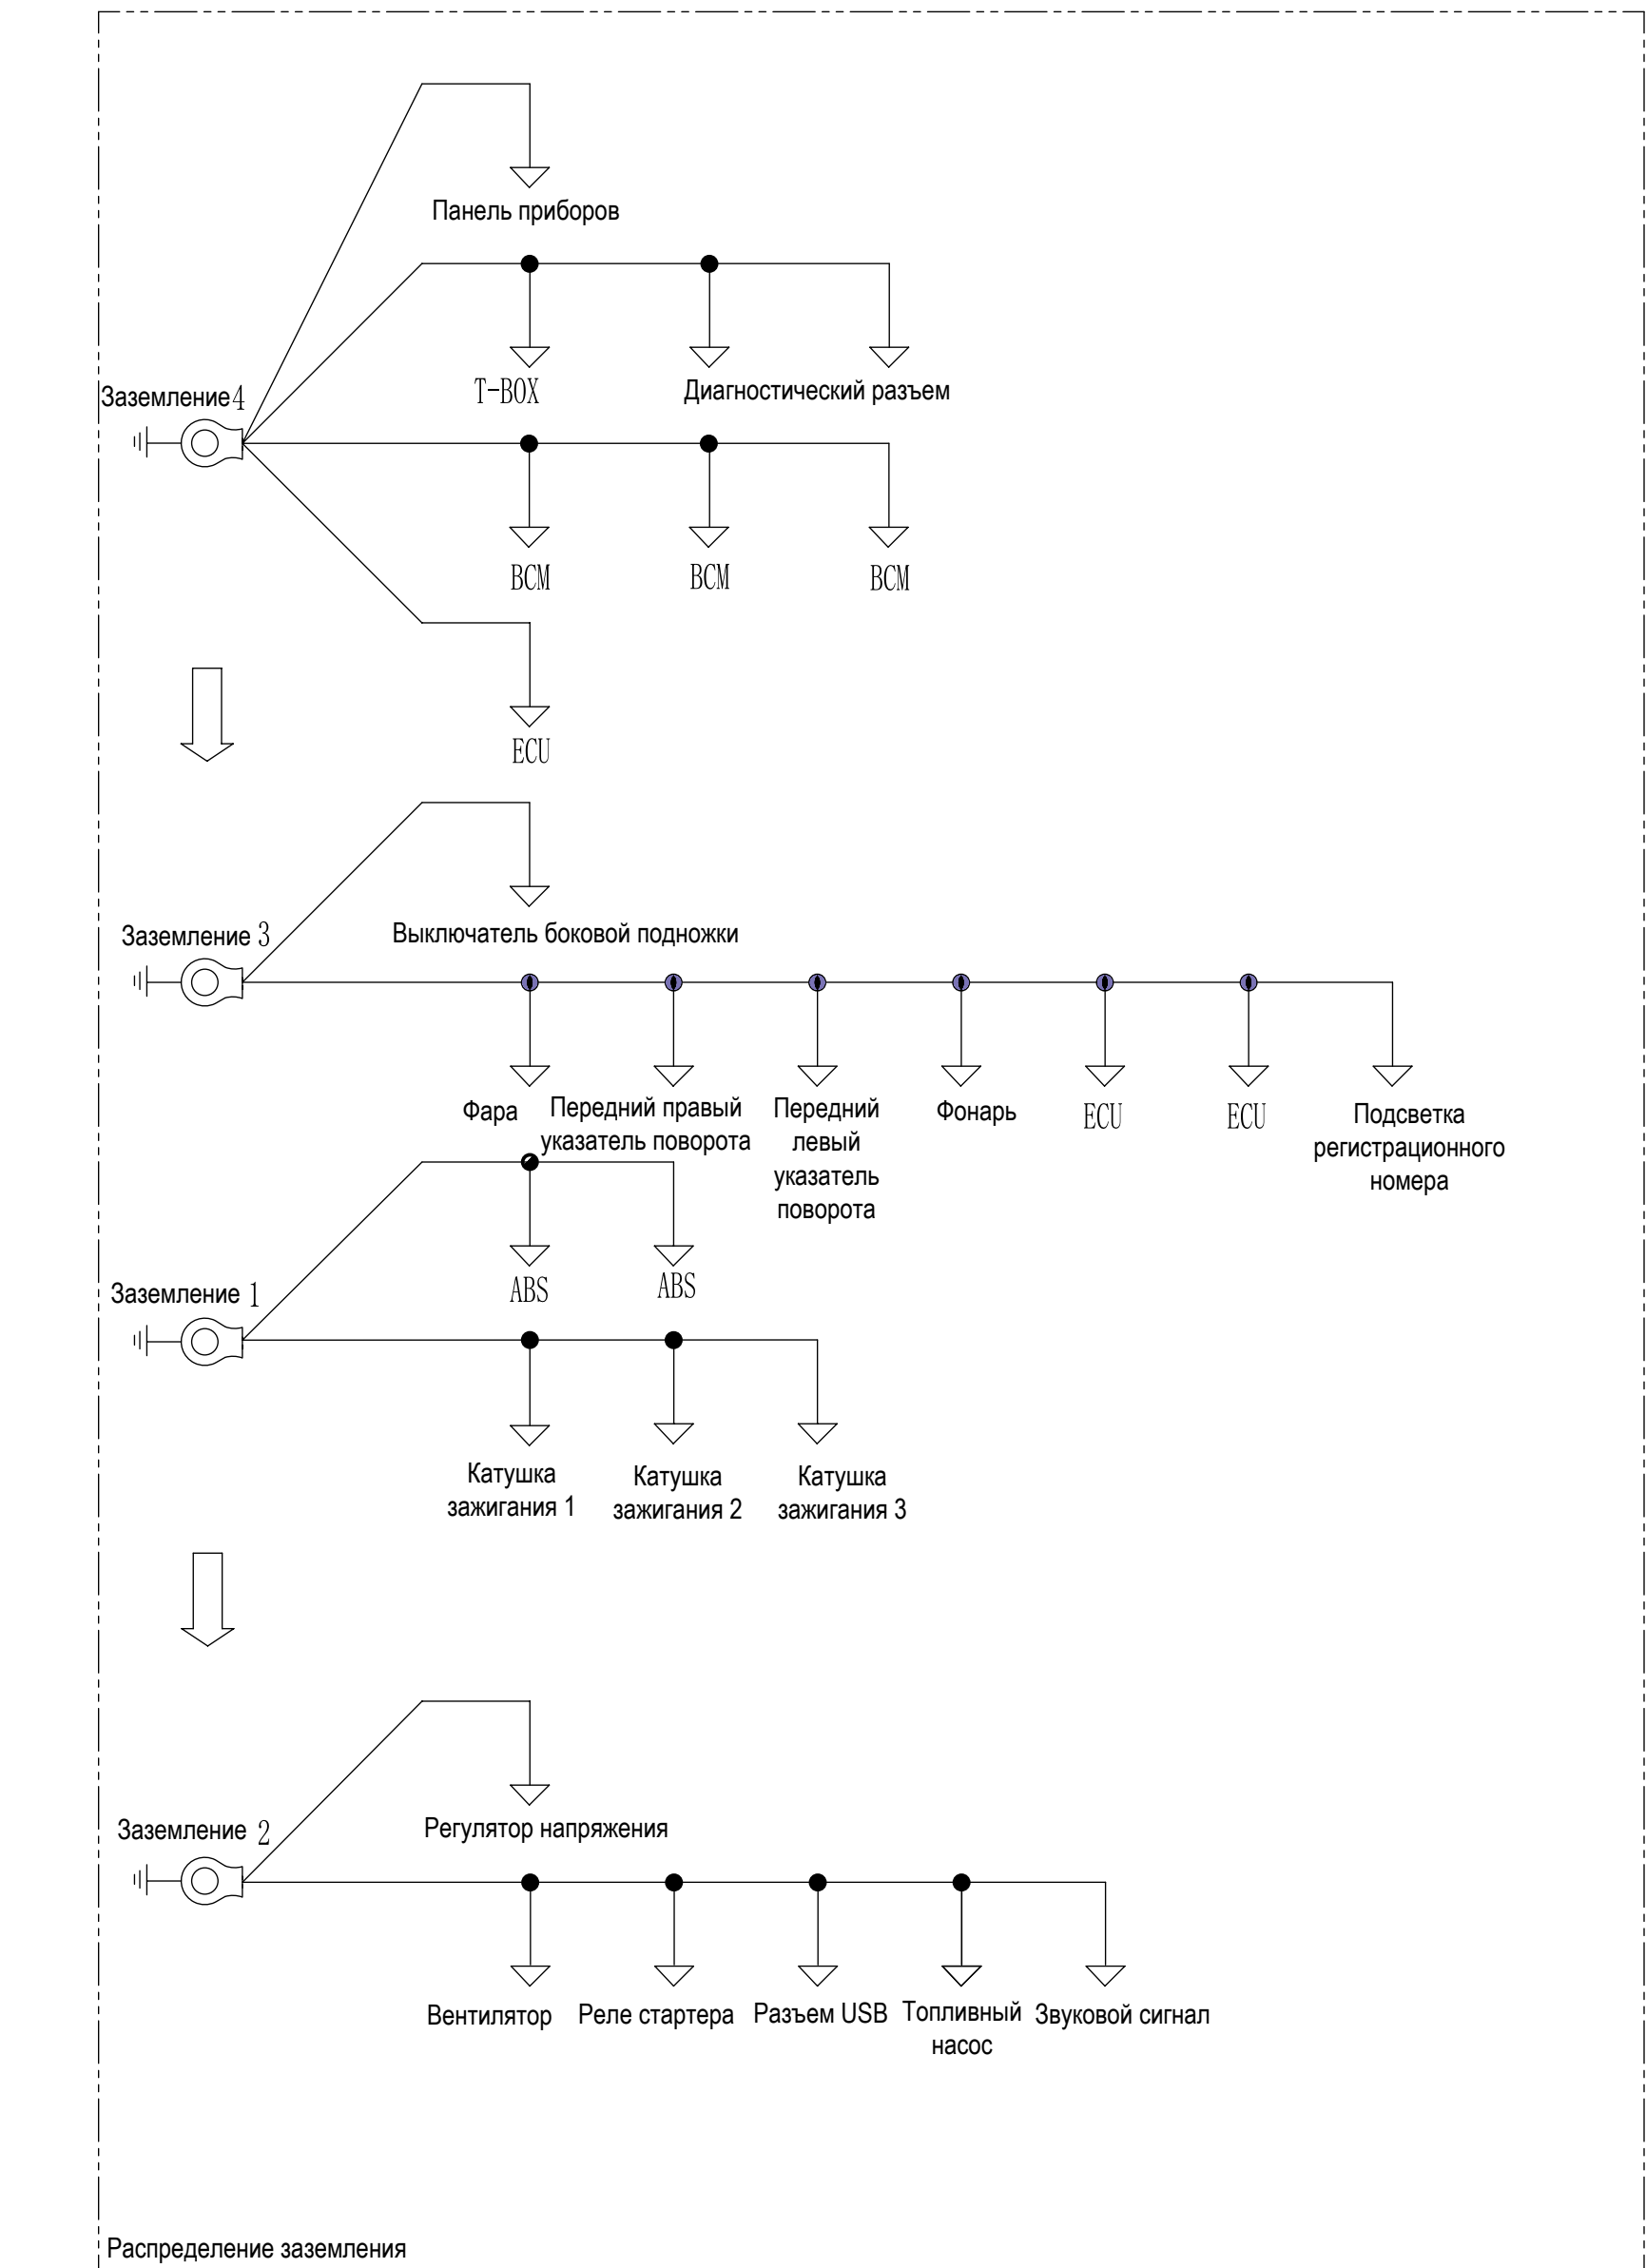 Панель приборов
Заземление4
T-BOX
Диагностический разъем
BCM
BCM
BCM
ECU
Заземление 3
Выключатель боковой подножки
Фара
Передний правый
указатель поворота
Передний
левый
указатель
поворота
Фонарь
ECU
ECU
Подсветка
регистрационного
номера
Заземление 1
ABS
ABS
Катушка
зажигания 1
Катушка
зажигания 2
Катушка
зажигания 3
Заземление 2
Регулятор напряжения
Вентилятор
Реле стартера
Разъем USB
Топливный
насос
Звуковой сигнал
Распределение заземления